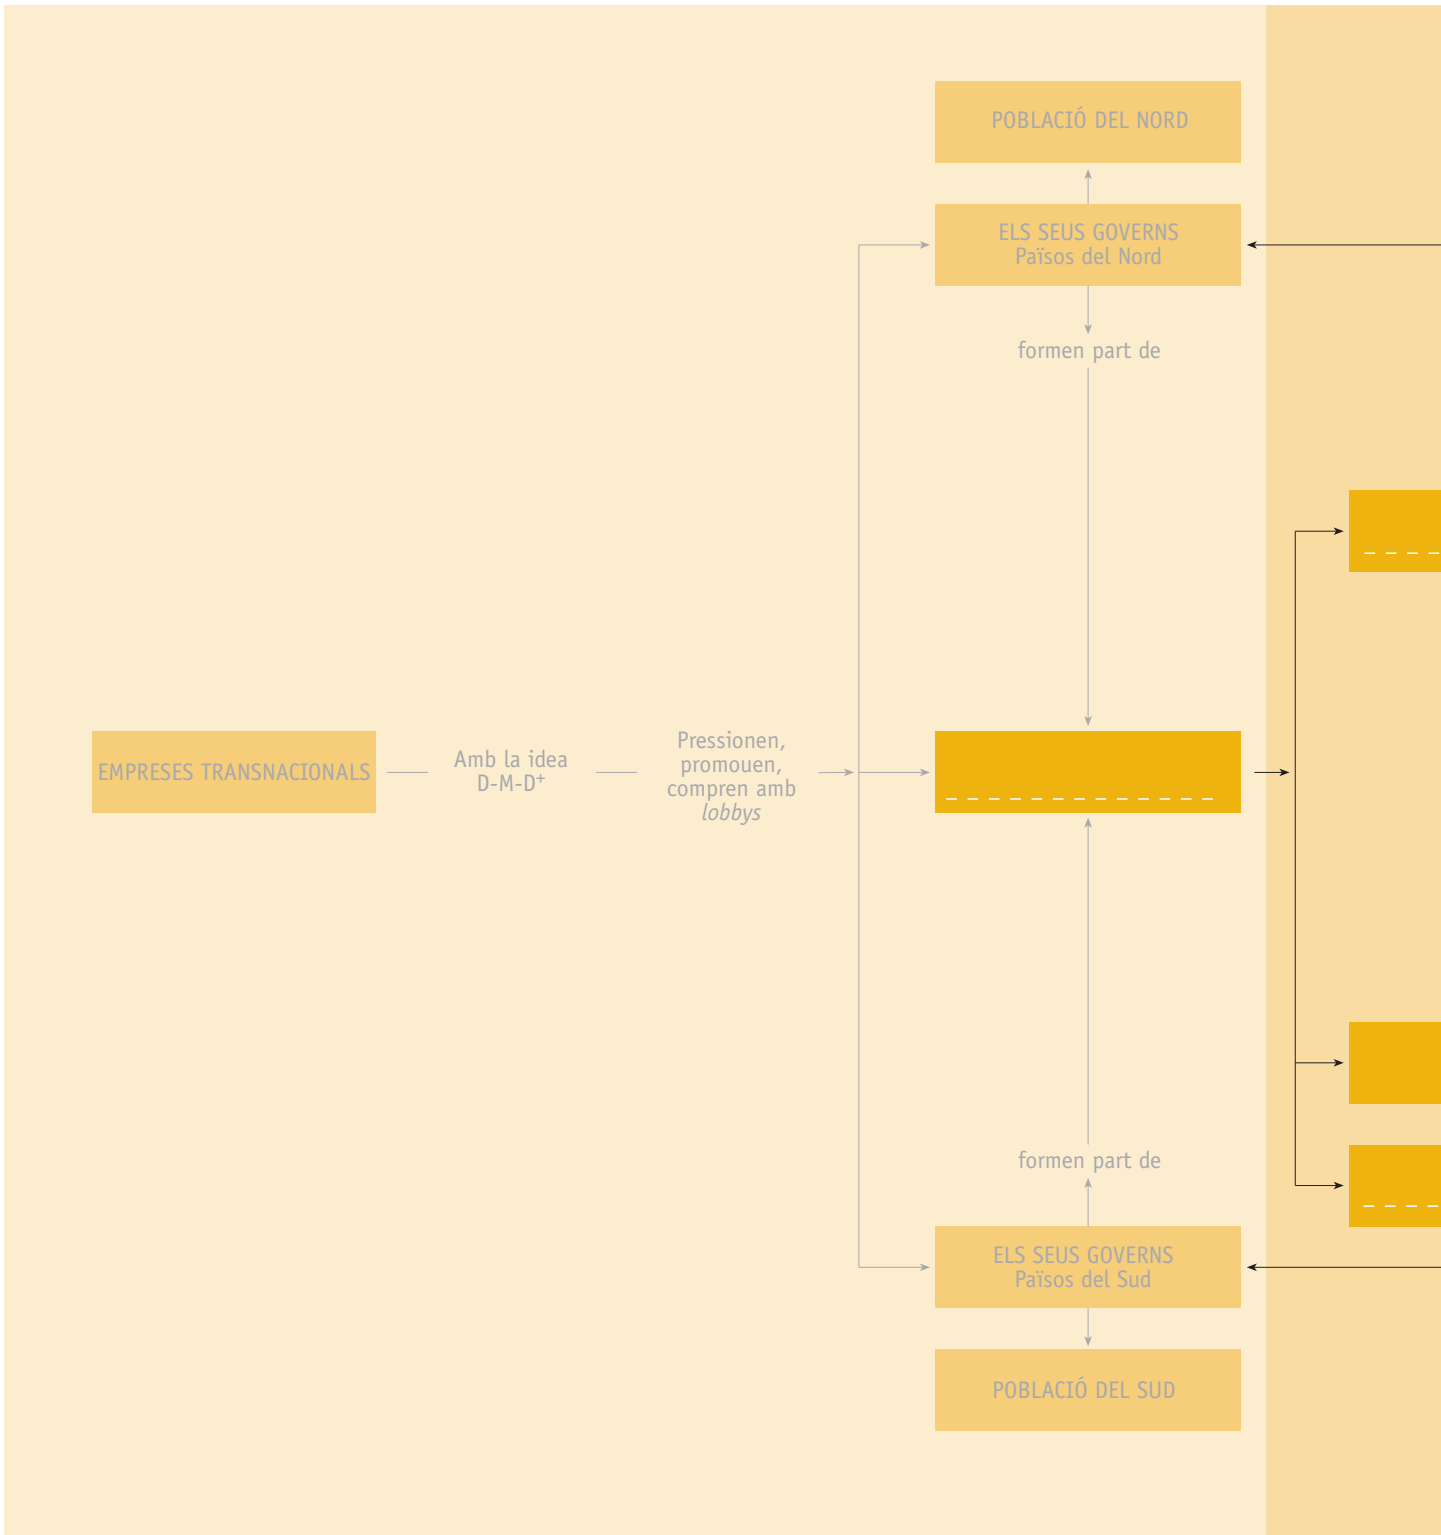 POBLACIÓ DEL NORD
ELS SEUS GOVERNS
Països del Nord
formen part de
EMPRESES TRANSNACIONALS
Amb la idea
D-M-D⁺
Pressionen,
promouen,
compren amb
lobbys
formen part de
ELS SEUS GOVERNS
Països del Sud
POBLACIÓ DEL SUD